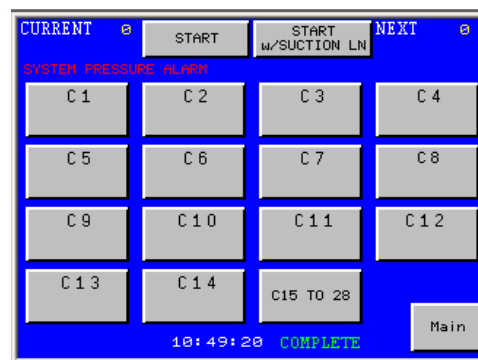 CURRENT 0 START START w/SUCTION LN NEXT 0
SYSTEM PRESSURE ALARM
C1 C2 C3 C4
C5 C6 C7 C8
C9 C10 C11 C12
C13 C14 C15 TO 28
Main
10:49:20 COMPLETE